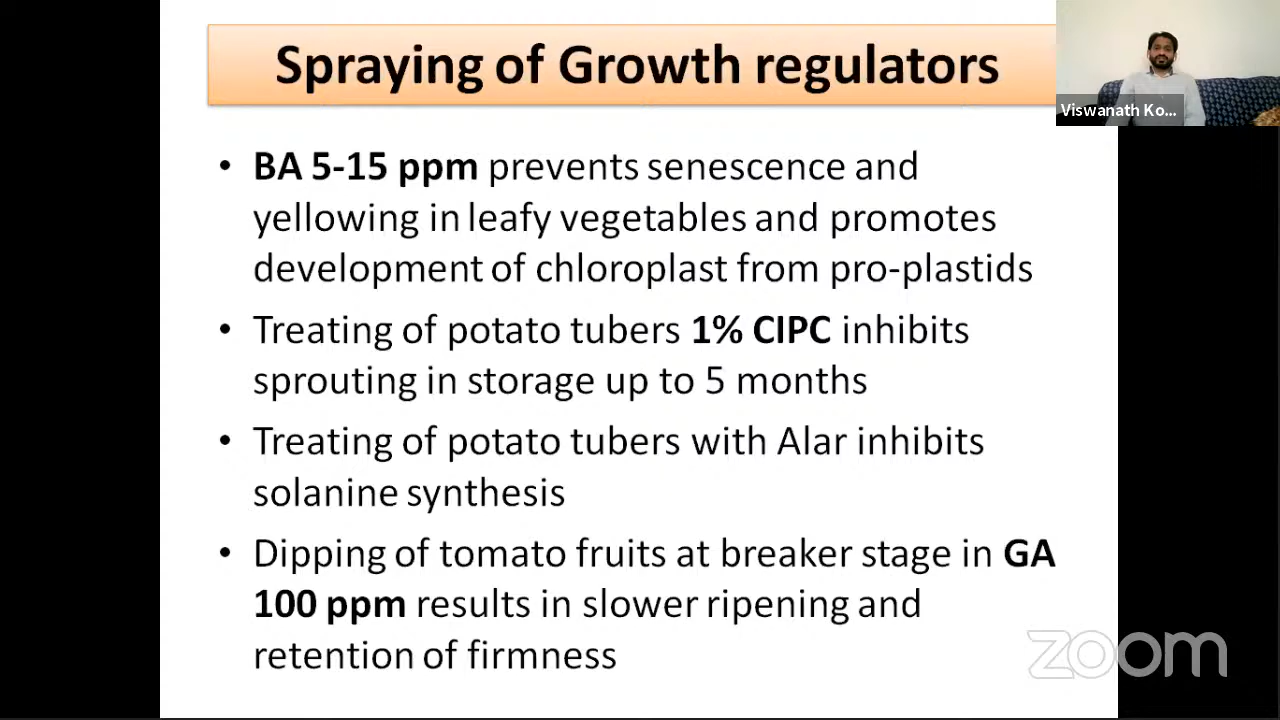 Spraying of Growth regulators
Viswanath Ko...
• BA 5-15 ppm prevents senescence and
yellowing in leafy vegetables and promotes
development of chloroplast from pro-plastids
• Treating of potato tubers 1% CIPC inhibits
sprouting in storage up to 5 months
• Treating of potato tubers with Alar inhibits
solanine synthesis
• Dipping of tomato fruits at breaker stage in GA
100 ppm results in slower ripening and
retention of firmness
zoom